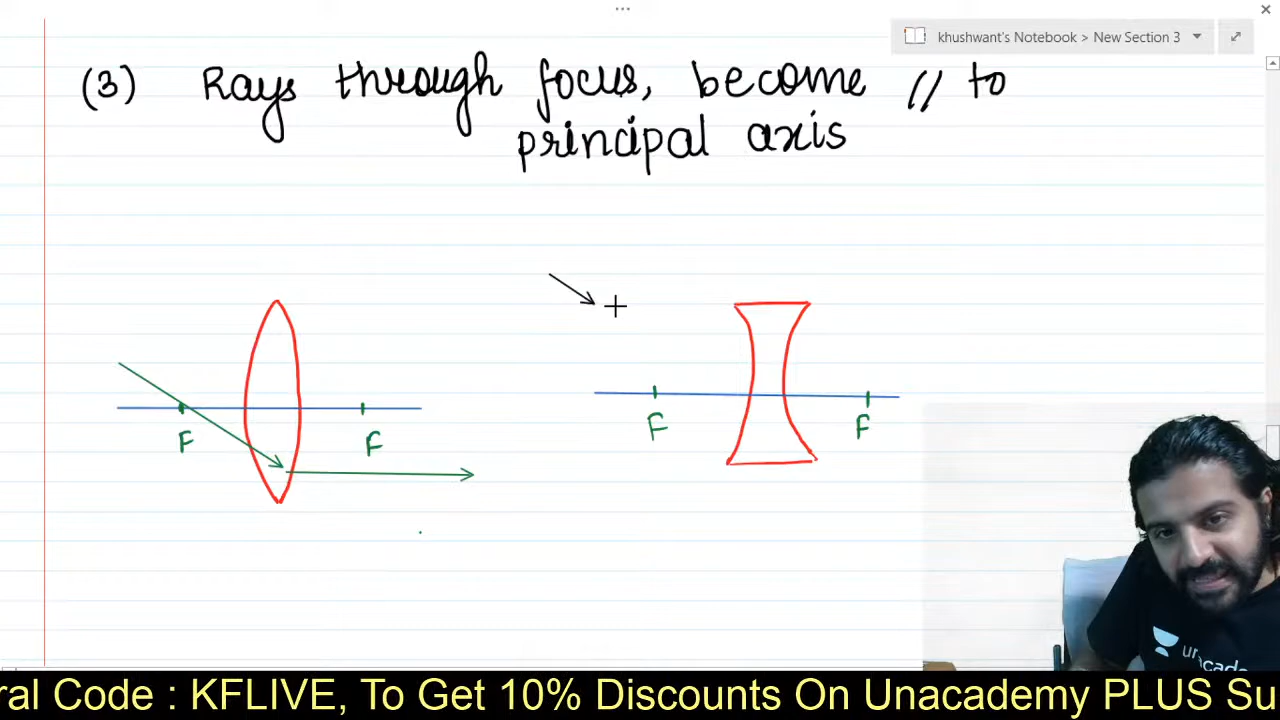 khushwant's Notebook > New Section 3
(3) Rays through focus, become // to
principal axis
F F F F
unacade
ral Code : KFLIVE, To Get 10% Discounts On Unacademy PLUS Su